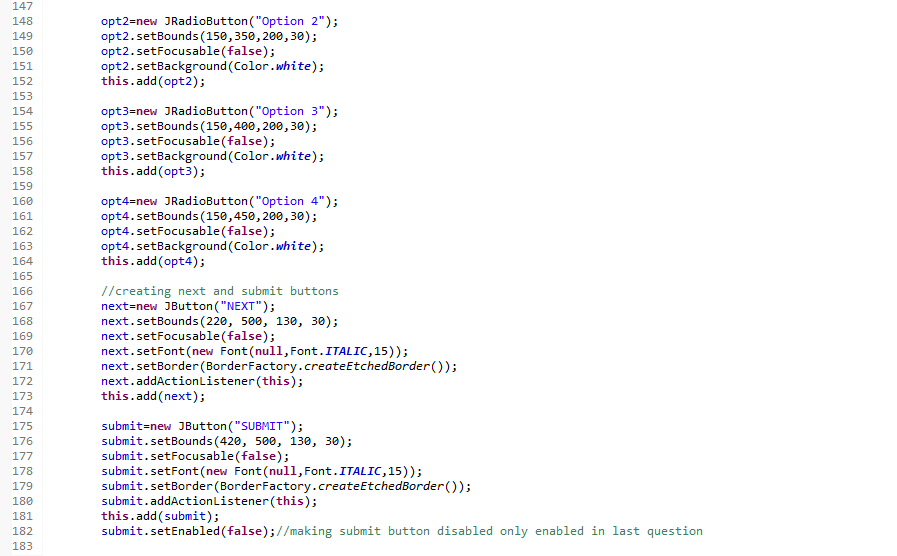 147
148 opt2=new JRadioButton("Option 2");
149 opt2.setBounds(150,350,200,30);
150 opt2.setFocusable(false);
151 opt2.setBackground(Color.white);
152 this.add(opt2);
153
154 opt3=new JRadioButton("Option 3");
155 opt3.setBounds(150,400,200,30);
156 opt3.setFocusable(false);
157 opt3.setBackground(Color.white);
158 this.add(opt3);
159
160 opt4=new JRadioButton("Option 4");
161 opt4.setBounds(150,450,200,30);
162 opt4.setFocusable(false);
163 opt4.setBackground(Color.white);
164 this.add(opt4);
165
166 //creating next and submit buttons
167 next=new JButton("NEXT");
168 next.setBounds(220, 500, 130, 30);
169 next.setFocusable(false);
170 next.setFont(new Font(null,Font.ITALIC,15));
171 next.setBorder(BorderFactory.createEtchedBorder());
172 next.addActionListener(this);
173 this.add(next);
174
175 submit=new JButton("SUBMIT");
176 submit.setBounds(420, 500, 130, 30);
177 submit.setFocusable(false);
178 submit.setFont(new Font(null,Font.ITALIC,15));
179 submit.setBorder(BorderFactory.createEtchedBorder());
180 submit.addActionListener(this);
181 this.add(submit);
182 submit.setEnabled(false);//making submit button disabled only enabled in last question
183